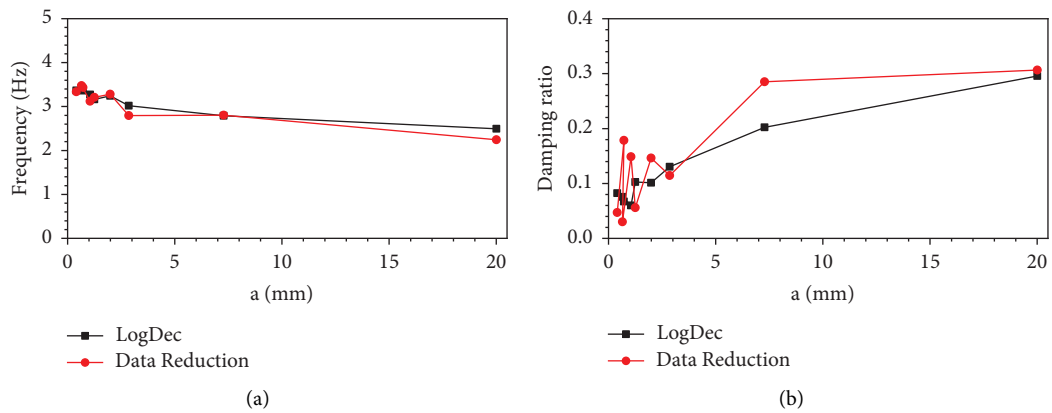 5
4
3
2
1
0
Frequency (Hz)
0 5 10 15 20
a (mm)
LogDec
Data Reduction
(a)
0.4
0.3
0.2
0.1
0.0
Damping ratio
0 5 10 15 20
a (mm)
LogDec
Data Reduction
(b)